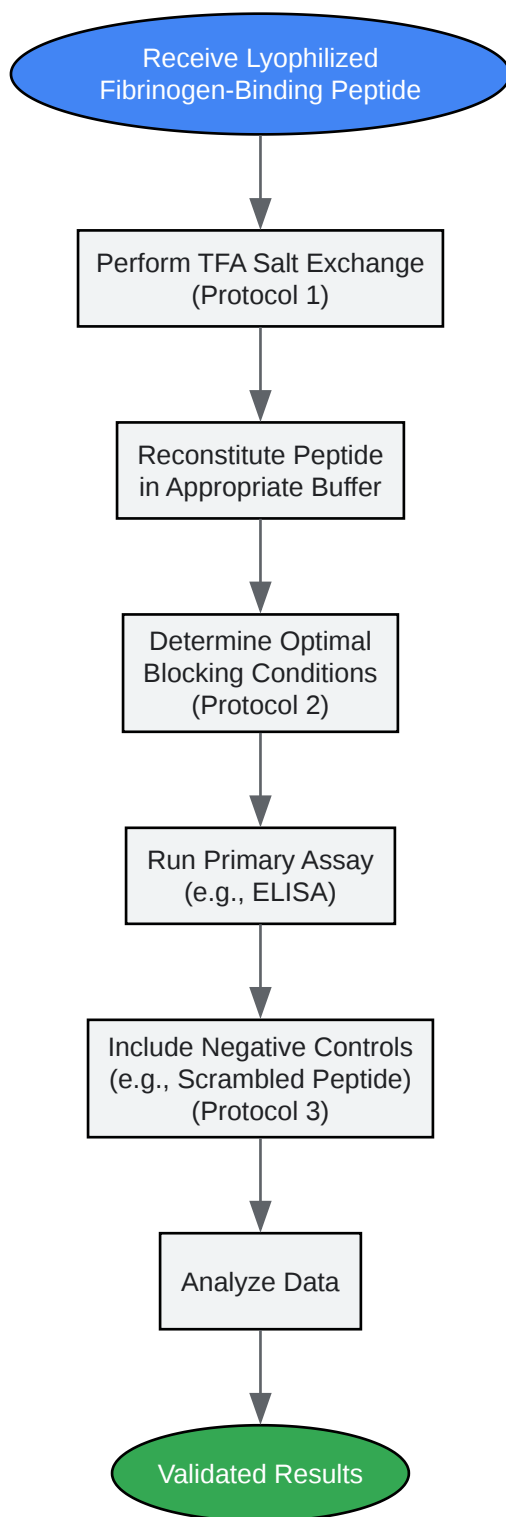 Receive Lyophilized
Fibrinogen-Binding Peptide
Perform TFA Salt Exchange
(Protocol 1)
Reconstitute Peptide
in Appropriate Buffer
Determine Optimal
Blocking Conditions
(Protocol 2)
Run Primary Assay
(e.g., ELISA)
Include Negative Controls
(e.g., Scrambled Peptide)
(Protocol 3)
Analyze Data
Validated Results